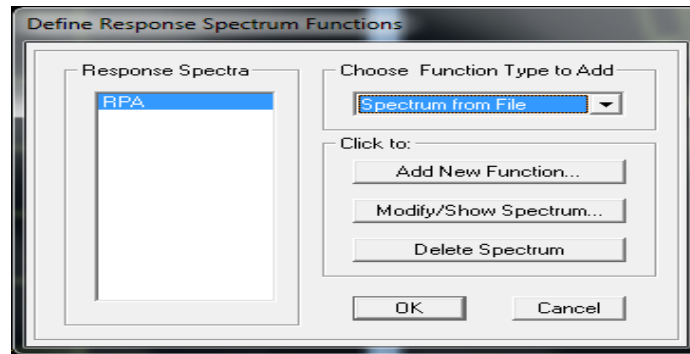 Define Response Spectrum Functions
Response Spectra
RPA
Choose Function Type to Add
Spectrum from File
Click to:
Add New Function...
Modify/Show Spectrum...
Delete Spectrum
OK
Cancel